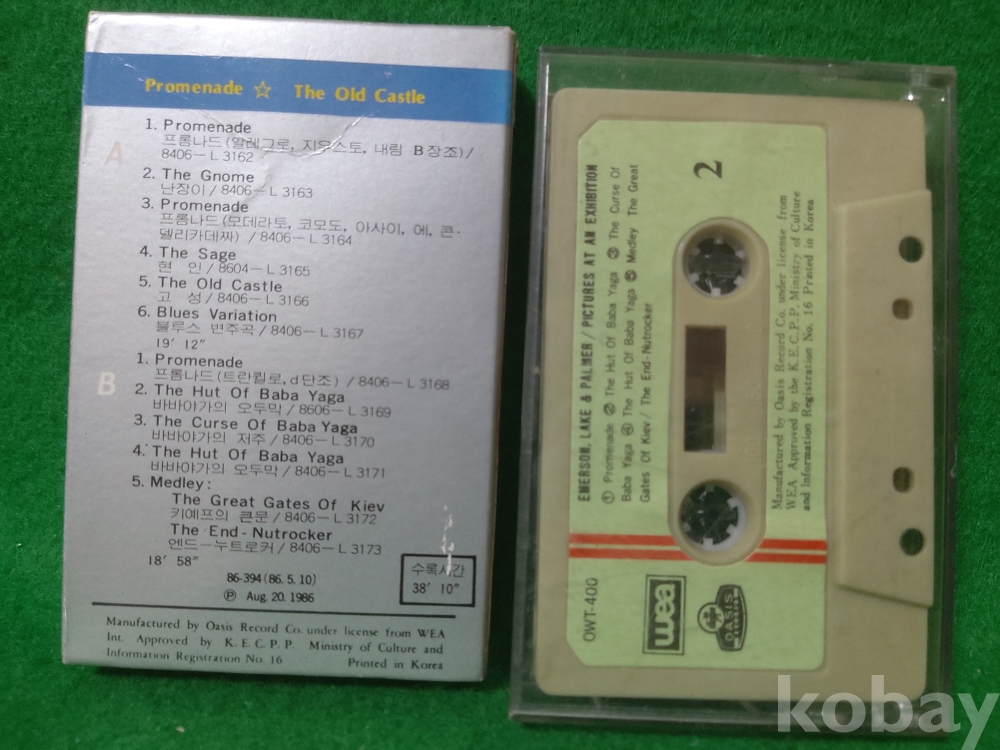 Promenade ☆ The Old Castle
A
1. Promenade
프롬나드(알레그로, 지우스토, 내림 B장조)/
8406–L 3162
2. The Gnome
난장이/8406–L 3163
3. Promenade
프롬나드(모데라토, 코모도, 아사이, 에, 콘·
델리카데짜)/8406–L 3164
4. The Sage
현 인/8604–L 3165
5. The Old Castle
고 성/8406–L 3166
6. Blues Variation
블루스 변주곡/8406–L 3167
19' 12"
B
1. Promenade
프롬나드(트란퀼로, d단조)/8406–L 3168
2. The Hut Of Baba Yaga
바바야가의 오두막/8606–L 3169
3. The Curse Of Baba Yaga
바바야가의 저주/8406–L 3170
4. The Hut Of Baba Yaga
바바야가의 오두막/8406–L 3171
5. Medley:
The Great Gates Of Kiev
키예프의 큰문/8406–L 3172
The End-Nutrocker
엔드–누트로커/8406–L 3173
18' 58"
수록시간
38' 10"
86-394 (86. 5. 10)
Ⓟ Aug. 20. 1986
Manufactured by Oasis Record Co. under license from WEA
Int. Approved by K. E. C. P. P. Ministry of Culture and
Information Registration No. 16 Printed in Korea
EMERSON, LAKE & PALMER / PICTURES AT AN EXHIBITION
① Promenade ② The Hut Of Baba Yaga ③ The Curse Of
Baba Yaga ④ The Hut Of Baba Yaga ⑤ Medley The Great
Gates Of Kiev / The End-Nutrocker
2
Manufactured by Oasis Record Co. under license from
WEA Approved by the K. E. C. P. P. Ministry of Culture
and Information Registration No. 16 Printed in Korea
OWT-400
wea
OASIS
RECORDS
kobay